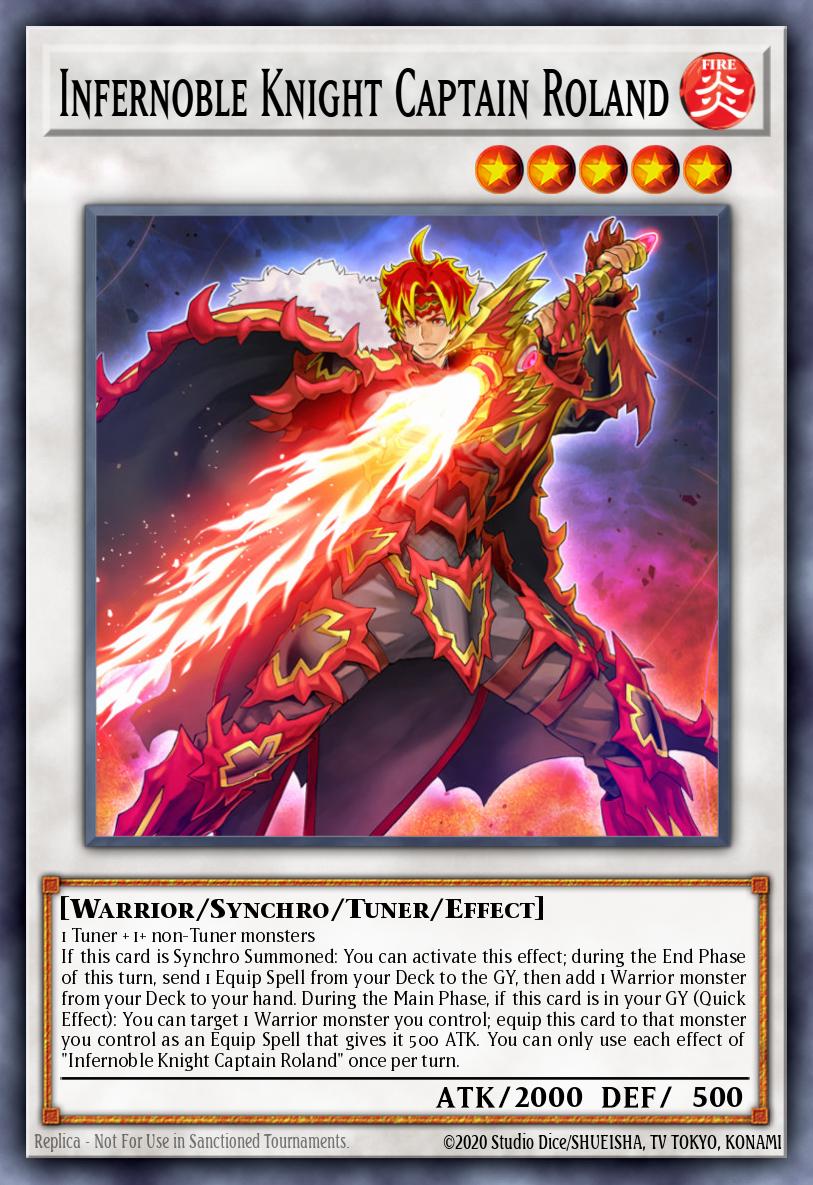 Infernoble Knight Captain Roland
FIRE
炎
[Warrior/Synchro/Tuner/Effect]
1 Tuner + 1+ non-Tuner monsters
If this card is Synchro Summoned: You can activate this effect; during the End Phase
of this turn, send 1 Equip Spell from your Deck to the GY, then add 1 Warrior monster
from your Deck to your hand. During the Main Phase, if this card is in your GY (Quick
Effect): You can target 1 Warrior monster you control; equip this card to that monster
you control as an Equip Spell that gives it 500 ATK. You can only use each effect of
"Infernoble Knight Captain Roland" once per turn.
ATK/2000 DEF/ 500
Replica - Not For Use in Sanctioned Tournaments.
©2020 Studio Dice/SHUEISHA, TV TOKYO, KONAMI